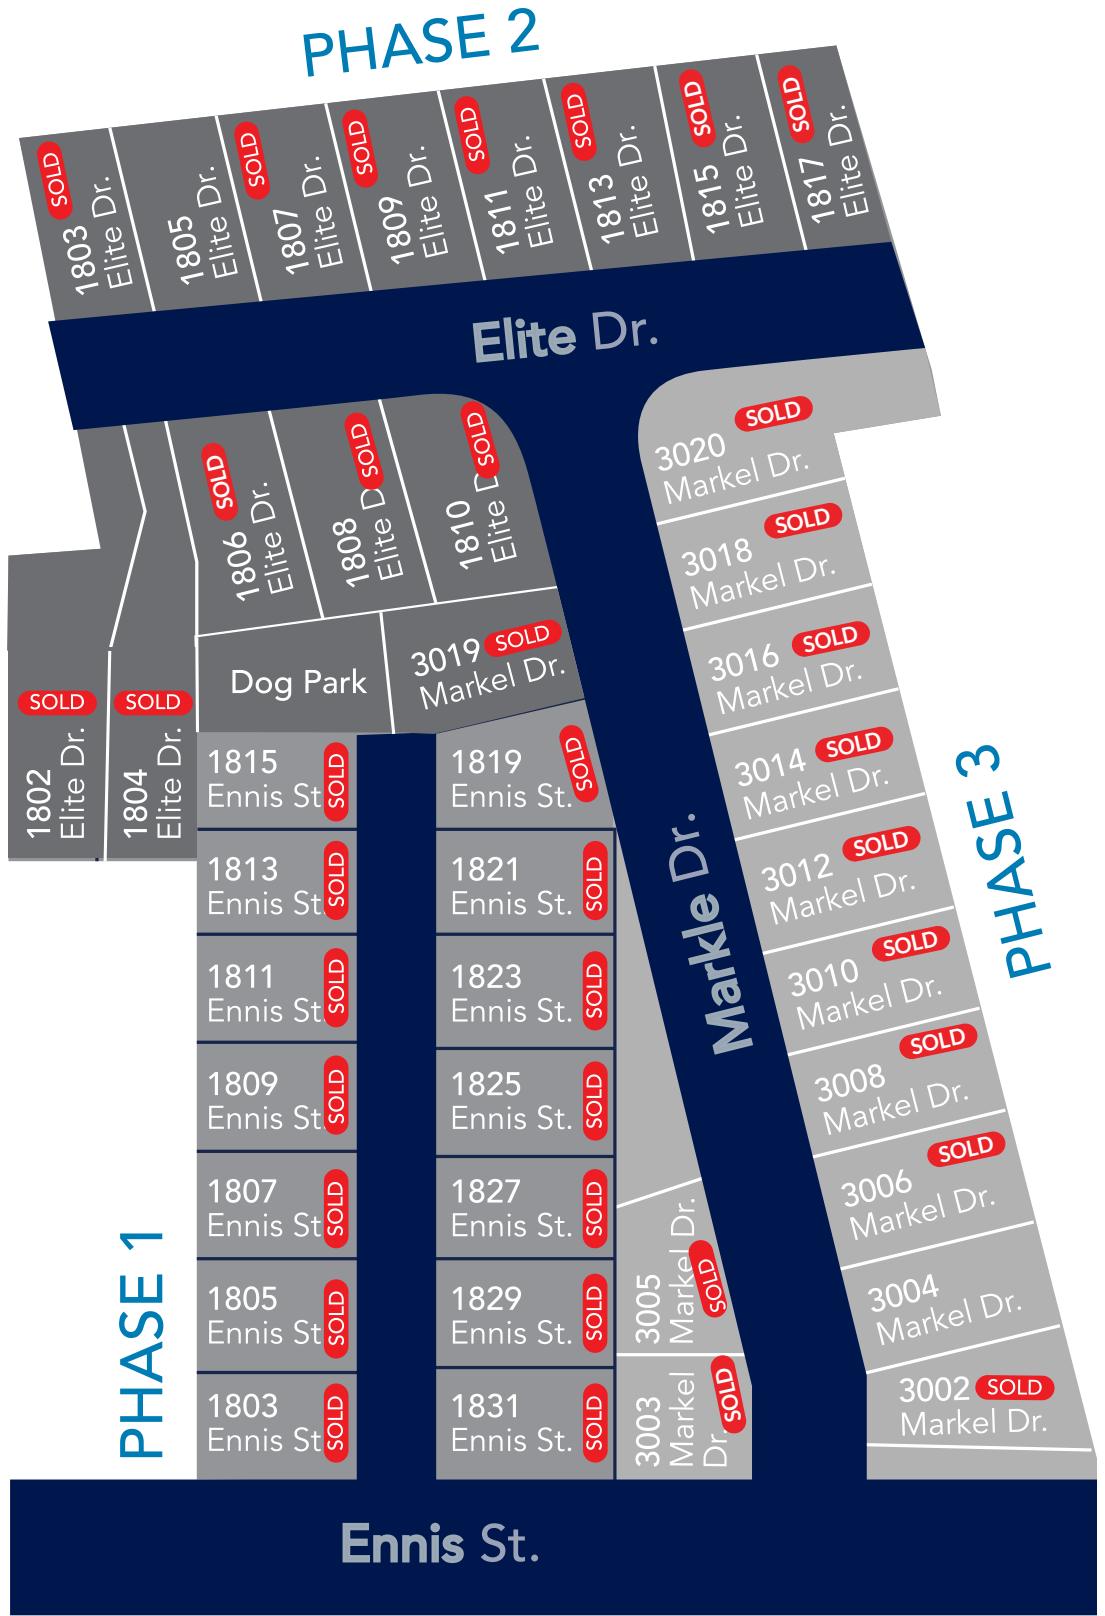 PHASE 2
SOLD
1803
Elite Dr.
1805
Elite Dr.
SOLD
1807
Elite Dr.
SOLD
1809
Elite Dr.
SOLD
1811
Elite Dr.
SOLD
1813
Elite Dr.
SOLD
1815
Elite Dr.
SOLD
1817
Elite Dr.
Elite Dr.
SOLD
1802
Elite Dr.
SOLD
1804
Elite Dr.
SOLD
1806
Elite Dr.
SOLD
1808
Elite D
SOLD
1810
Elite D
Dog Park
3019 SOLD
Markel Dr.
SOLD
3020
Markel Dr.
SOLD
3018
Markel Dr.
SOLD
3016
Markel Dr.
SOLD
3014
Markel Dr.
SOLD
3012
Markel Dr.
SOLD
3010
Markel Dr.
SOLD
3008
Markel Dr.
SOLD
3006
Markel Dr.
3004
Markel Dr.
3002 SOLD
Markel Dr.
PHASE 3
Markle Dr.
1815
Ennis St
SOLD
1813
Ennis St.
SOLD
1811
Ennis St.
SOLD
1809
Ennis St.
SOLD
1807
Ennis St
SOLD
1805
Ennis St
SOLD
1803
Ennis St.
SOLD
1819
Ennis St.
SOLD
1821
Ennis St.
SOLD
1823
Ennis St.
SOLD
1825
Ennis St.
SOLD
1827
Ennis St.
SOLD
1829
Ennis St.
SOLD
1831
Ennis St.
SOLD
3005
Markel Dr.
SOLD
3003
Markel
Dr.
SOLD
PHASE 1
Ennis St.